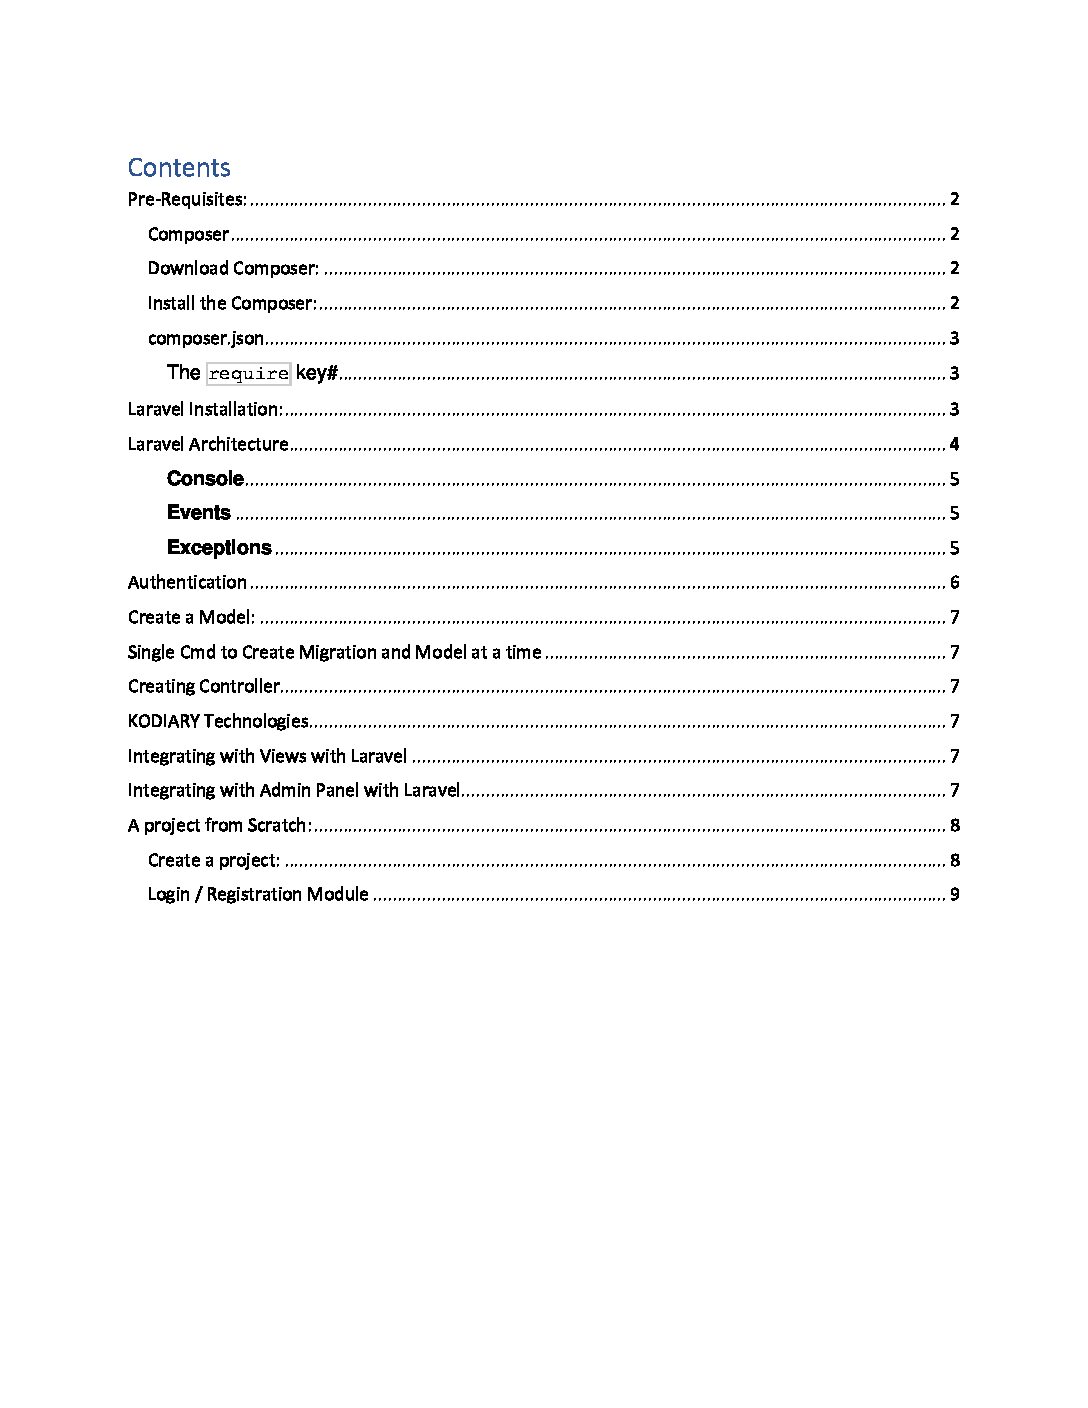 Contents
Pre-Requisites: ........ 2
Composer ........ 2
Download Composer: ........ 2
Install the Composer: ........ 2
composer.json ........ 3
The require key# ........ 3
Laravel Installation: ........ 3
Laravel Architecture ........ 4
Console ........ 5
Events ........ 5
Exceptions ........ 5
Authentication ........ 6
Create a Model: ........ 7
Single Cmd to Create Migration and Model at a time ........ 7
Creating Controller ........ 7
KODIARY Technologies ........ 7
Integrating with Views with Laravel ........ 7
Integrating with Admin Panel with Laravel ........ 7
A project from Scratch: ........ 8
Create a project: ........ 8
Login / Registration Module ........ 9